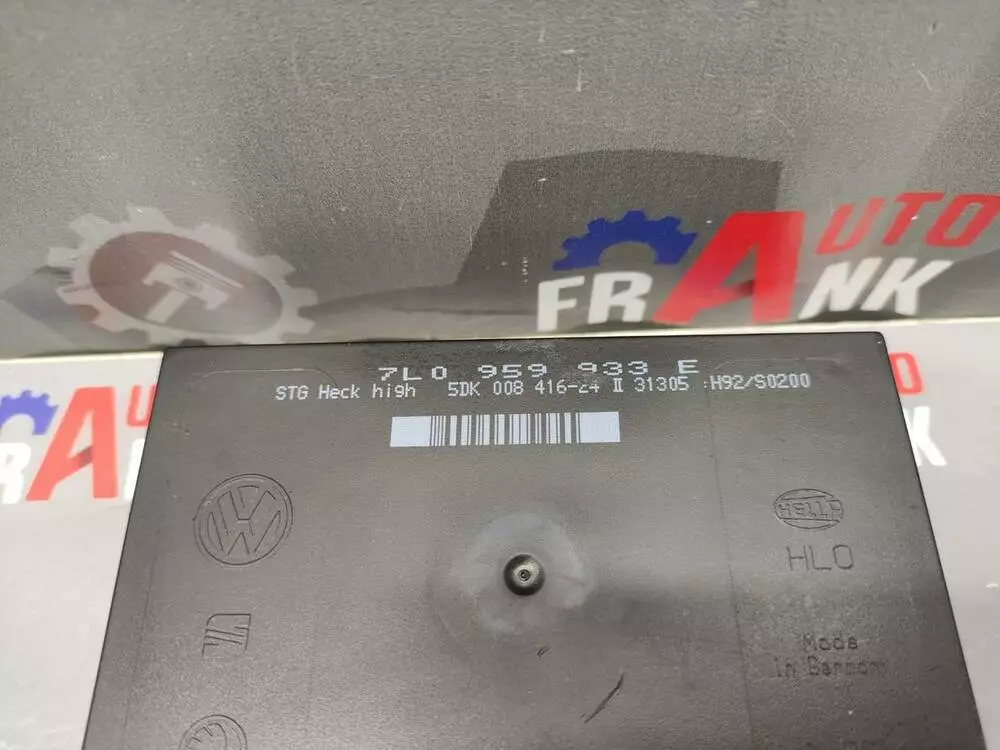 AUTO
FRANK
7L0 959 933 E
STG Heck high 5DK 008 416-24 II 31305 H92/S0200
HELLA
HLO
Made
in Germany